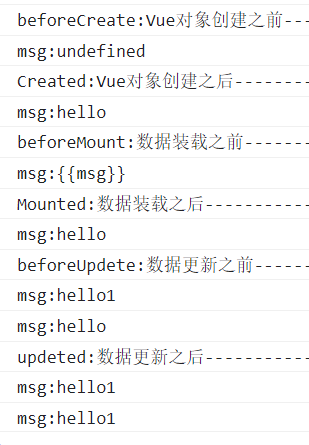 beforeCreate:Vue对象创建之前----
msg:undefined
Created:Vue对象创建之后--------
msg:hello
beforeMount:数据装载之前-------
msg:{{msg}}
Mounted:数据装载之后-----------
msg:hello
beforeUpdete:数据更新之前------
msg:hello1
msg:hello
updeted:数据更新之后-----------
msg:hello1
msg:hello1